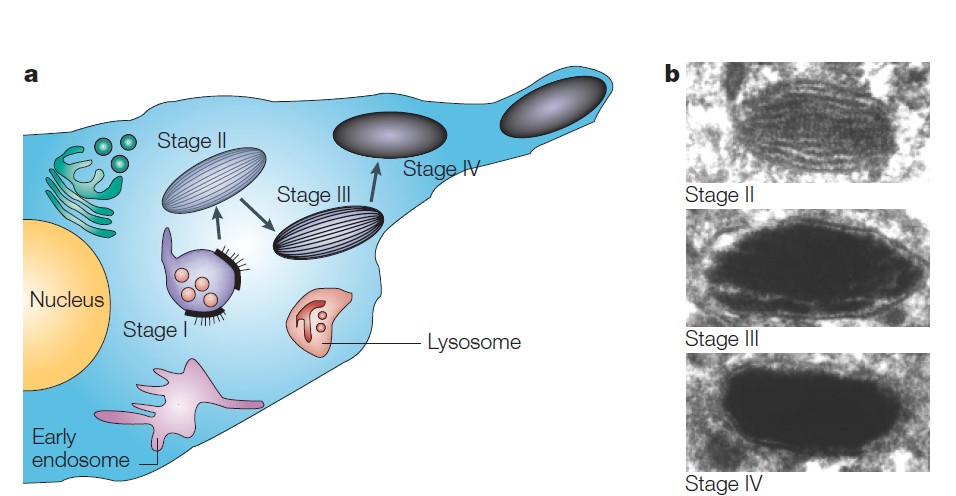 a
Stage II
Stage III
Stage IV
Nucleus
Stage I
Lysosome
Early
endosome
b
Stage II
Stage III
Stage IV